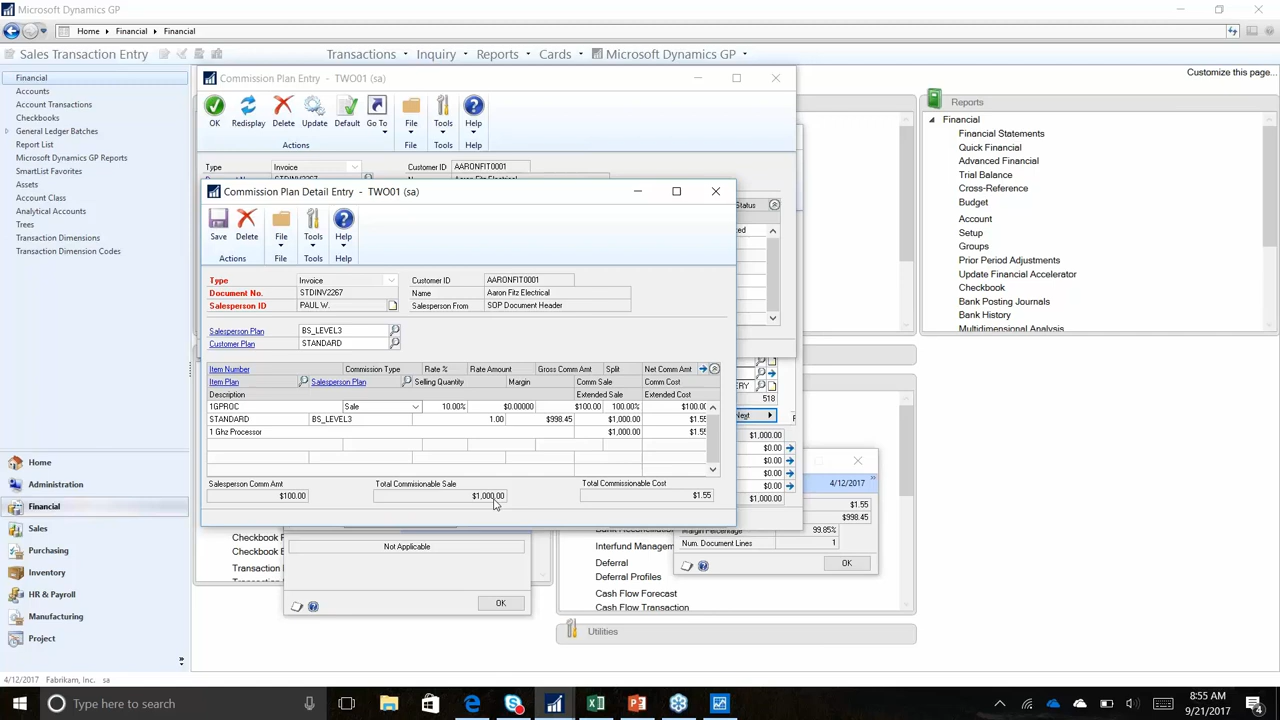 Microsoft Dynamics GP
Home ▸ Financial ▸ Financial
Sales Transaction Entry
Transactions Inquiry Reports Cards Microsoft Dynamics GP
Customize this page...
Financial
Accounts
Account Transactions
Checkbooks
General Ledger Batches
Report List
Microsoft Dynamics GP Reports
SmartList Favorites
Assets
Account Class
Analytical Accounts
Trees
Transaction Dimensions
Transaction Dimension Codes
Home
Administration
Financial
Sales
Purchasing
Inventory
HR & Payroll
Manufacturing
Project
4/12/2017 Fabrikam, Inc. sa
Commission Plan Entry - TWO01 (sa)
OK Redisplay Delete Update Default Go To File Tools Help
Actions File Tools Help
Type Invoice Customer ID AARONFIT0001
Status
Commission Plan Detail Entry - TWO01 (sa)
Save Delete File Tools Help
Actions File Tools Help
Type Invoice Customer ID AARONFIT0001
Document No. STDINV2267 Name Aaron Fitz Electrical
Salesperson ID PAUL W. Salesperson From SOP Document Header
Salesperson Plan BS_LEVEL3
Customer Plan STANDARD
Item Number Commission Type Rate % Rate Amount Gross Comm Amt Split Net Comm Amt
Item Plan Salesperson Plan Selling Quantity Margin Comm Sale Comm Cost
Description Extended Sale Extended Cost
1GPROC Sale 10.00% $0.00000 $100.00 100.00% $100.00
STANDARD BS_LEVEL3 1.00 $998.45 $1,000.00 $1.55
1 Ghz Processor $1,000.00 $1.55
Salesperson Comm Amt Total Commisionable Sale Total Commissionable Cost
$100.00 $1,000.00 $1.55
518
Next
$1,000.00
$0.00
$0.00
$0.00
$0.00
$1,000.00
4/12/2017
$1.55
$998.45
Margin Percentage 99.85%
Num. Document Lines 1
OK
Not Applicable
OK
Interfund Managem
Deferral
Deferral Profiles
Cash Flow Forecast
Cash Flow Transaction
Utilities
Reports
Financial
Financial Statements
Quick Financial
Advanced Financial
Trial Balance
Cross-Reference
Budget
Account
Setup
Groups
Prior Period Adjustments
Update Financial Accelerator
Checkbook
Bank Posting Journals
Bank History
Multidimensional Analysis
Type here to search
8:55 AM
9/21/2017
4